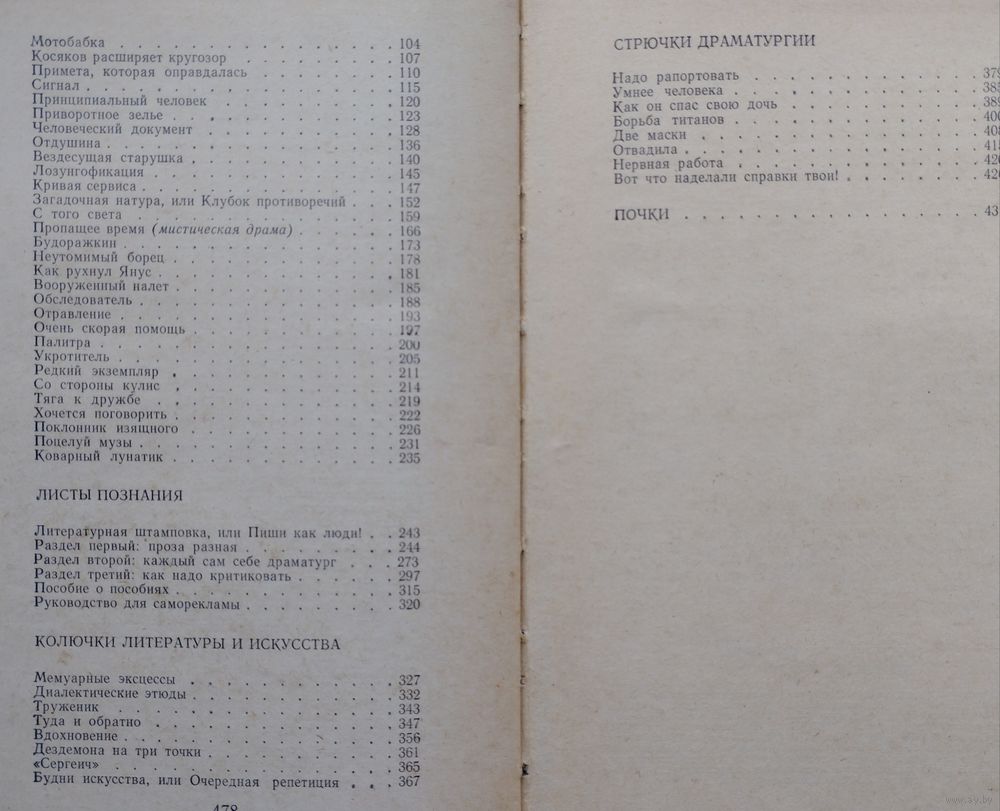 Мотобабка . . . . . . . . . . . . . . . . 104
Косяков расширяет кругозор . . . . . . . . . 107
Примета, которая оправдалась . . . . . . . . 110
Сигнал . . . . . . . . . . . . . . . . . . 115
Принципиальный человек . . . . . . . . . . 120
Приворотное зелье . . . . . . . . . . . . . 123
Человеческий документ . . . . . . . . . . . 128
Отдушина . . . . . . . . . . . . . . . . . 136
Вездесущая старушка . . . . . . . . . . . . 140
Лозунгофикация . . . . . . . . . . . . . . 145
Кривая сервиса . . . . . . . . . . . . . . 147
Загадочная натура, или Клубок противоречий . . . 152
С того света . . . . . . . . . . . . . . . 159
Пропащее время (мистическая драма) . . . . . . 166
Будоражкин . . . . . . . . . . . . . . . . 173
Неутомимый борец . . . . . . . . . . . . . 178
Как рухнул Янус . . . . . . . . . . . . . . 181
Вооруженный налет . . . . . . . . . . . . . 185
Обследователь . . . . . . . . . . . . . . . 188
Отравление . . . . . . . . . . . . . . . . 193
Очень скорая помощь . . . . . . . . . . . . 197
Палитра . . . . . . . . . . . . . . . . . . 200
Укротитель . . . . . . . . . . . . . . . . 205
Редкий экземпляр . . . . . . . . . . . . . 211
Со стороны кулис . . . . . . . . . . . . . 214
Тяга к дружбе . . . . . . . . . . . . . . . 219
Хочется поговорить . . . . . . . . . . . . . 222
Поклонник изящного . . . . . . . . . . . . 226
Поцелуй музы . . . . . . . . . . . . . . . 231
Коварный лунатик . . . . . . . . . . . . . 235
ЛИСТЫ ПОЗНАНИЯ
Литературная штамповка, или Пиши как люди! . . 243
Раздел первый: проза разная . . . . . . . . . 244
Раздел второй: каждый сам себе драматург . . . 273
Раздел третий: как надо критиковать . . . . . . 297
Пособие о пособиях . . . . . . . . . . . . . 315
Руководство для саморекламы . . . . . . . . . 320
КОЛЮЧКИ ЛИТЕРАТУРЫ И ИСКУССТВА
Мемуарные эксцессы . . . . . . . . . . . . 327
Диалектические этюды . . . . . . . . . . . . 332
Труженик . . . . . . . . . . . . . . . . . 343
Туда и обратно . . . . . . . . . . . . . . 347
Вдохновение . . . . . . . . . . . . . . . . 356
Дездемона на три точки . . . . . . . . . . . 361
«Сергеич» . . . . . . . . . . . . . . . . . 365
Будни искусства, или Очередная репетиция . . . 367
478
СТРЮЧКИ ДРАМАТУРГИИ
Надо рапортовать . . . . . . . . . . . . . 379
Умнее человека . . . . . . . . . . . . . .
Как он спас свою дочь . . . . . . . . . . .
Борьба титанов . . . . . . . . . . . . . . 400
Две маски . . . . . . . . . . . . . . . . 408
Отвадила . . . . . . . . . . . . . . . . .
Нервная работа . . . . . . . . . . . . . . 420
Вот что наделали справки твои! . . . . . . .
ПОЧКИ . . . . . . . . . . . . . . . . . 43
www.ay.by